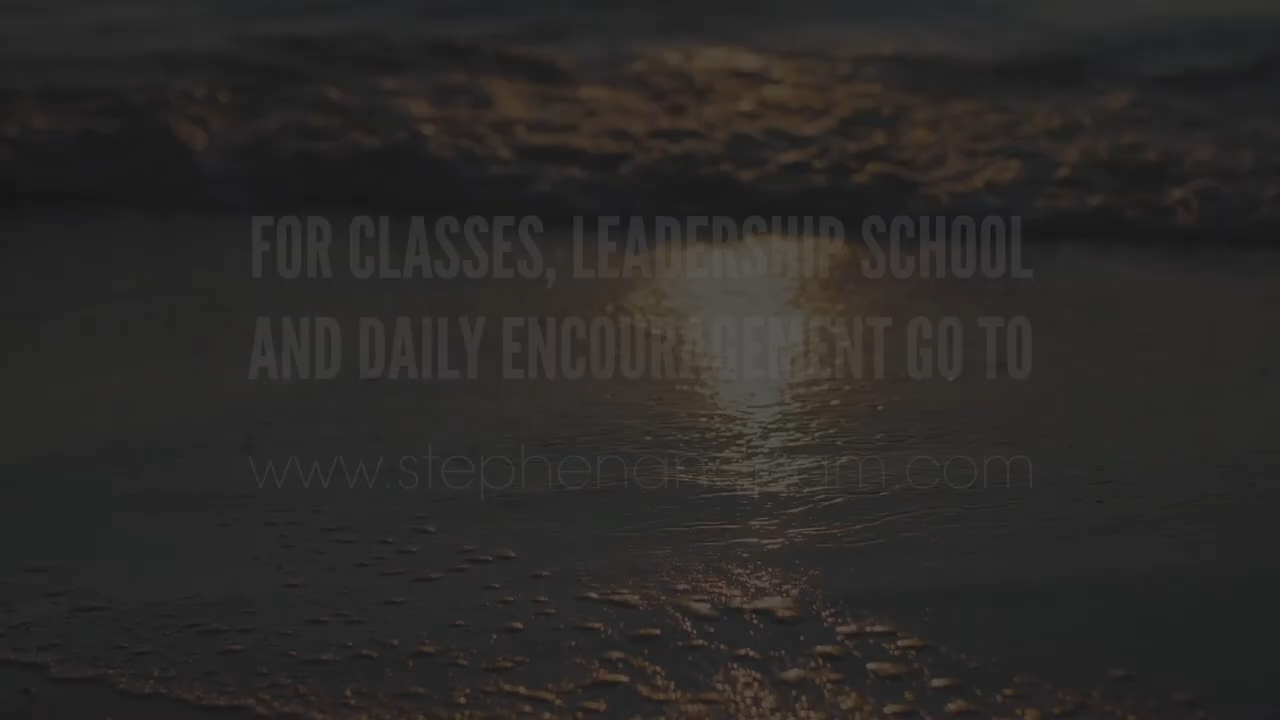 FOR CLASSES, LEADERSHIP SCHOOL
AND DAILY ENCOURAGEMENT GO TO